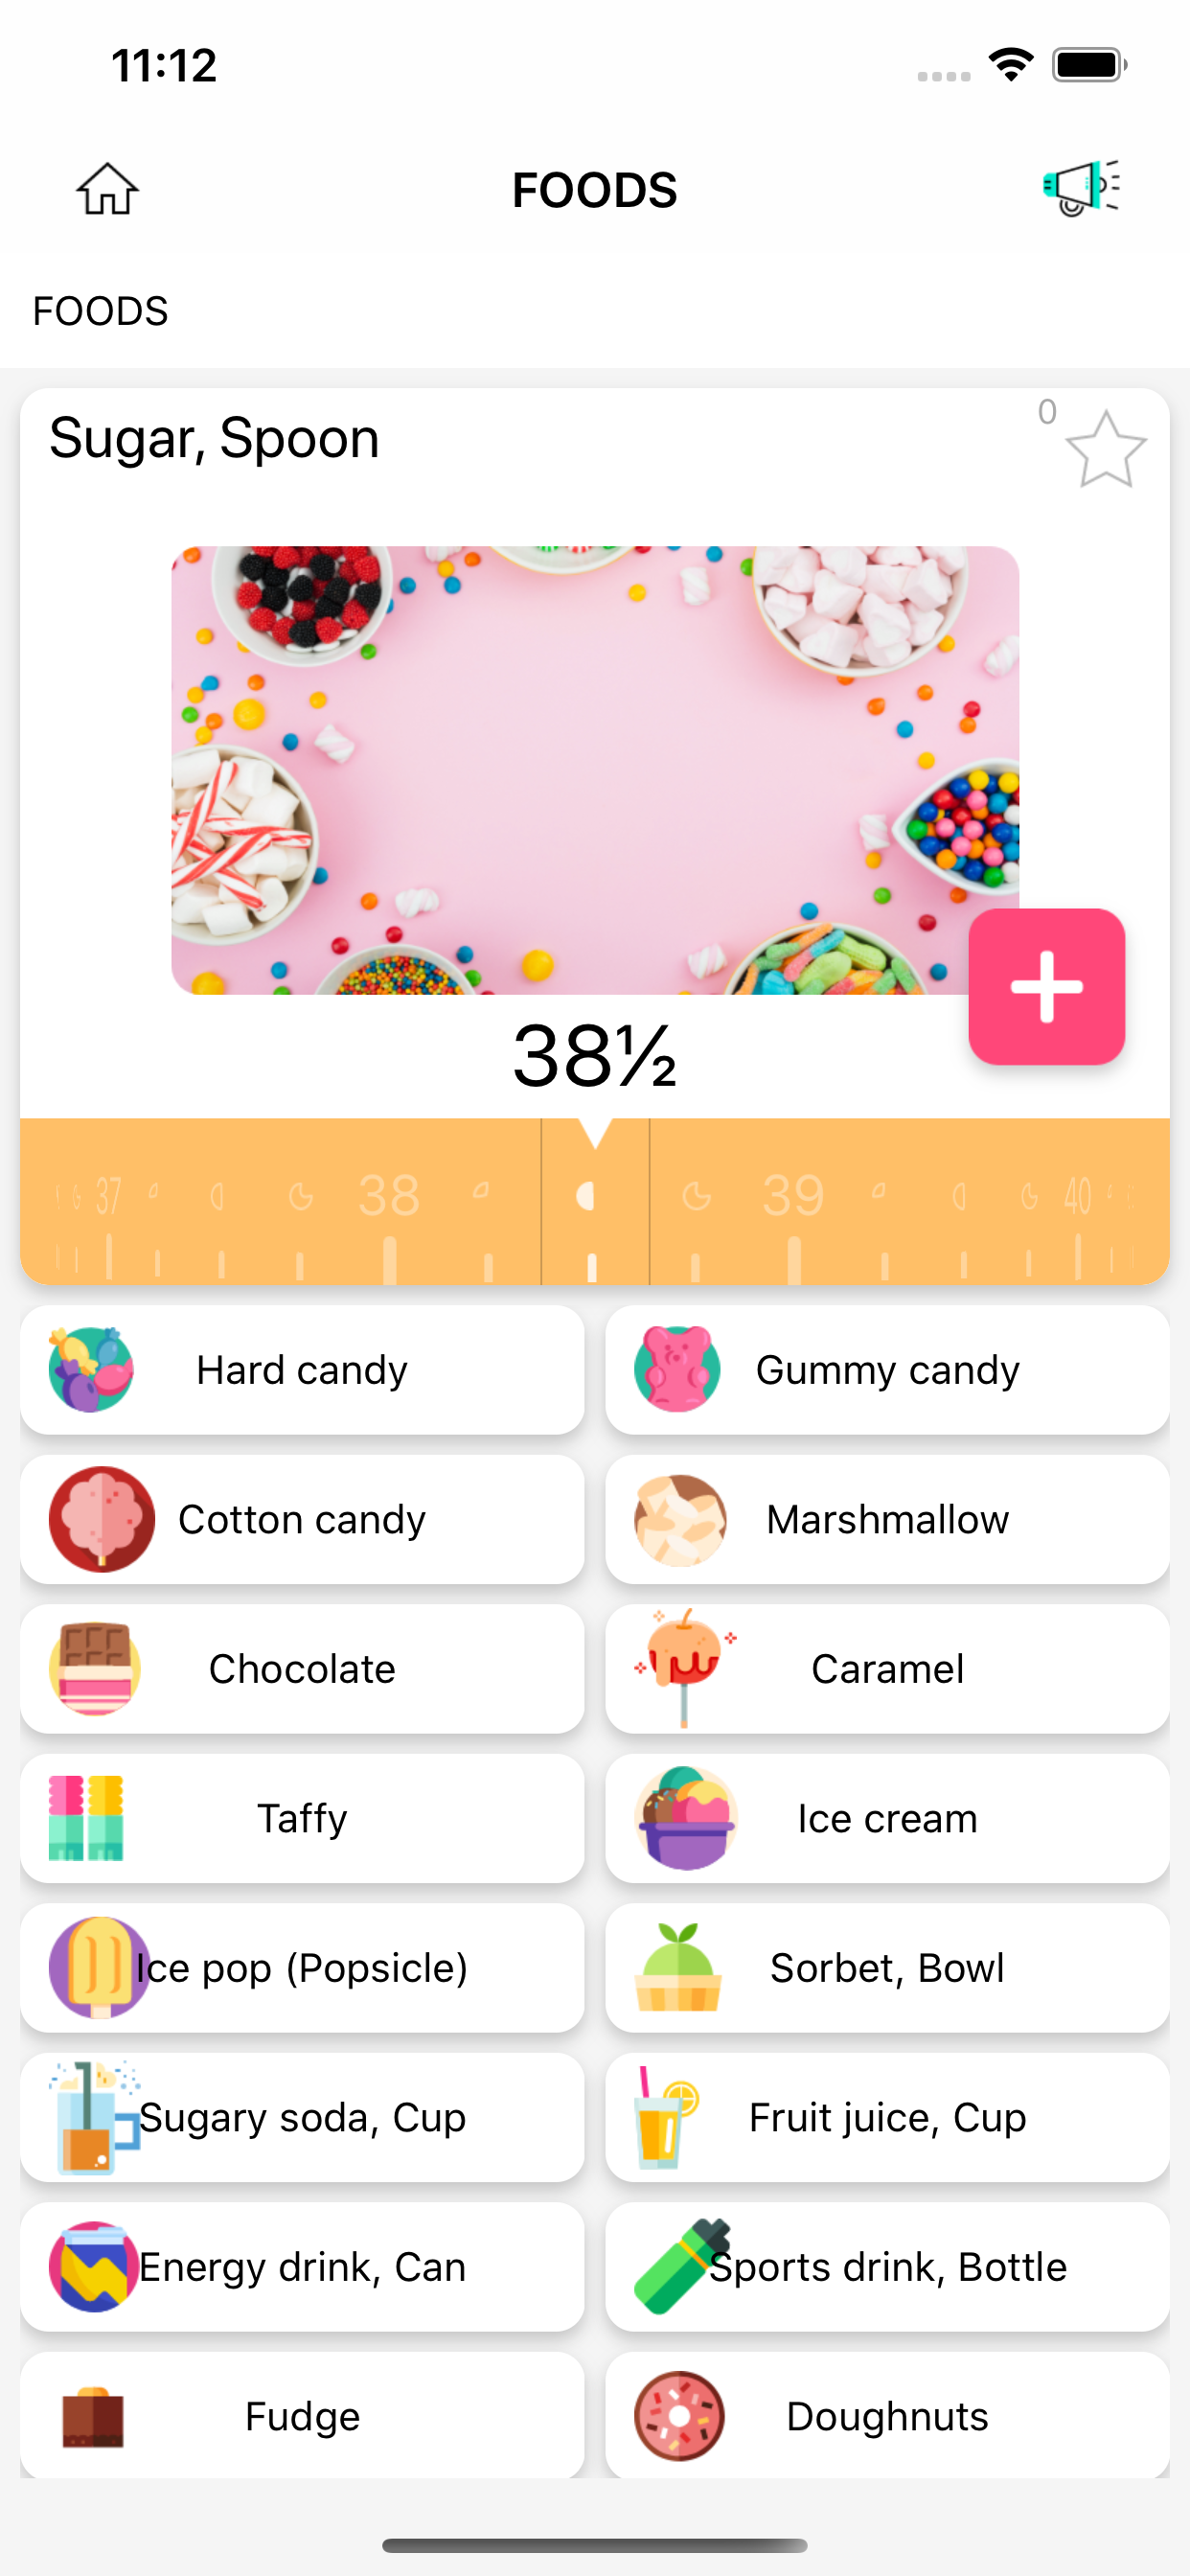 11:12
FOODS
FOODS
Sugar, Spoon
0
38½
37 38 39 40
Hard candy
Gummy candy
Cotton candy
Marshmallow
Chocolate
Caramel
Taffy
Ice cream
Ice pop (Popsicle)
Sorbet, Bowl
Sugary soda, Cup
Fruit juice, Cup
Energy drink, Can
Sports drink, Bottle
Fudge
Doughnuts